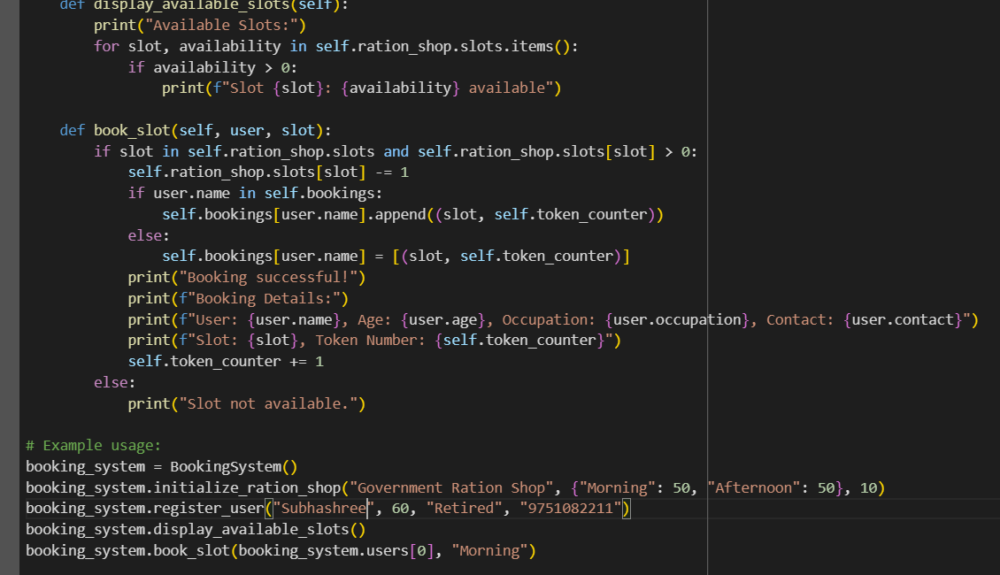 def display_available_slots(self):
        print("Available Slots:")
        for slot, availability in self.ration_shop.slots.items():
            if availability > 0:
                print(f"Slot {slot}: {availability} available")

    def book_slot(self, user, slot):
        if slot in self.ration_shop.slots and self.ration_shop.slots[slot] > 0:
            self.ration_shop.slots[slot] -= 1
            if user.name in self.bookings:
                self.bookings[user.name].append((slot, self.token_counter))
            else:
                self.bookings[user.name] = [(slot, self.token_counter)]
            print("Booking successful!")
            print(f"Booking Details:")
            print(f"User: {user.name}, Age: {user.age}, Occupation: {user.occupation}, Contact: {user.contact}")
            print(f"Slot: {slot}, Token Number: {self.token_counter}")
            self.token_counter += 1
        else:
            print("Slot not available.")

# Example usage:
booking_system = BookingSystem()
booking_system.initialize_ration_shop("Government Ration Shop", {"Morning": 50, "Afternoon": 50}, 10)
booking_system.register_user("Subhashree", 60, "Retired", "9751082211")
booking_system.display_available_slots()
booking_system.book_slot(booking_system.users[0], "Morning")